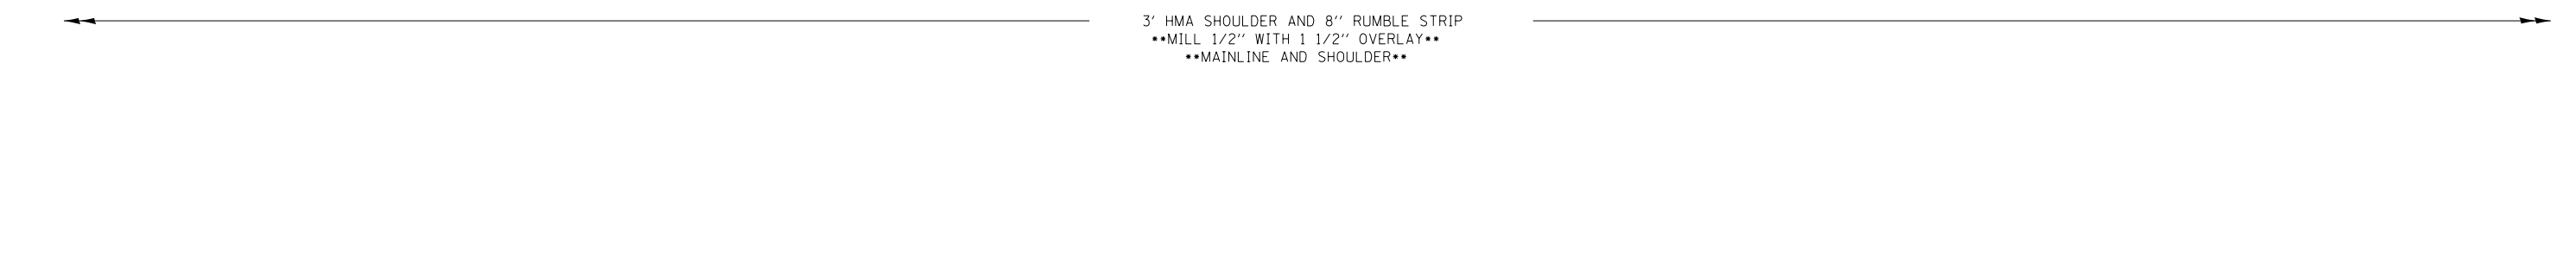 3' HMA SHOULDER AND 8'' RUMBLE STRIP
**MILL 1/2'' WITH 1 1/2'' OVERLAY**
**MAINLINE AND SHOULDER**